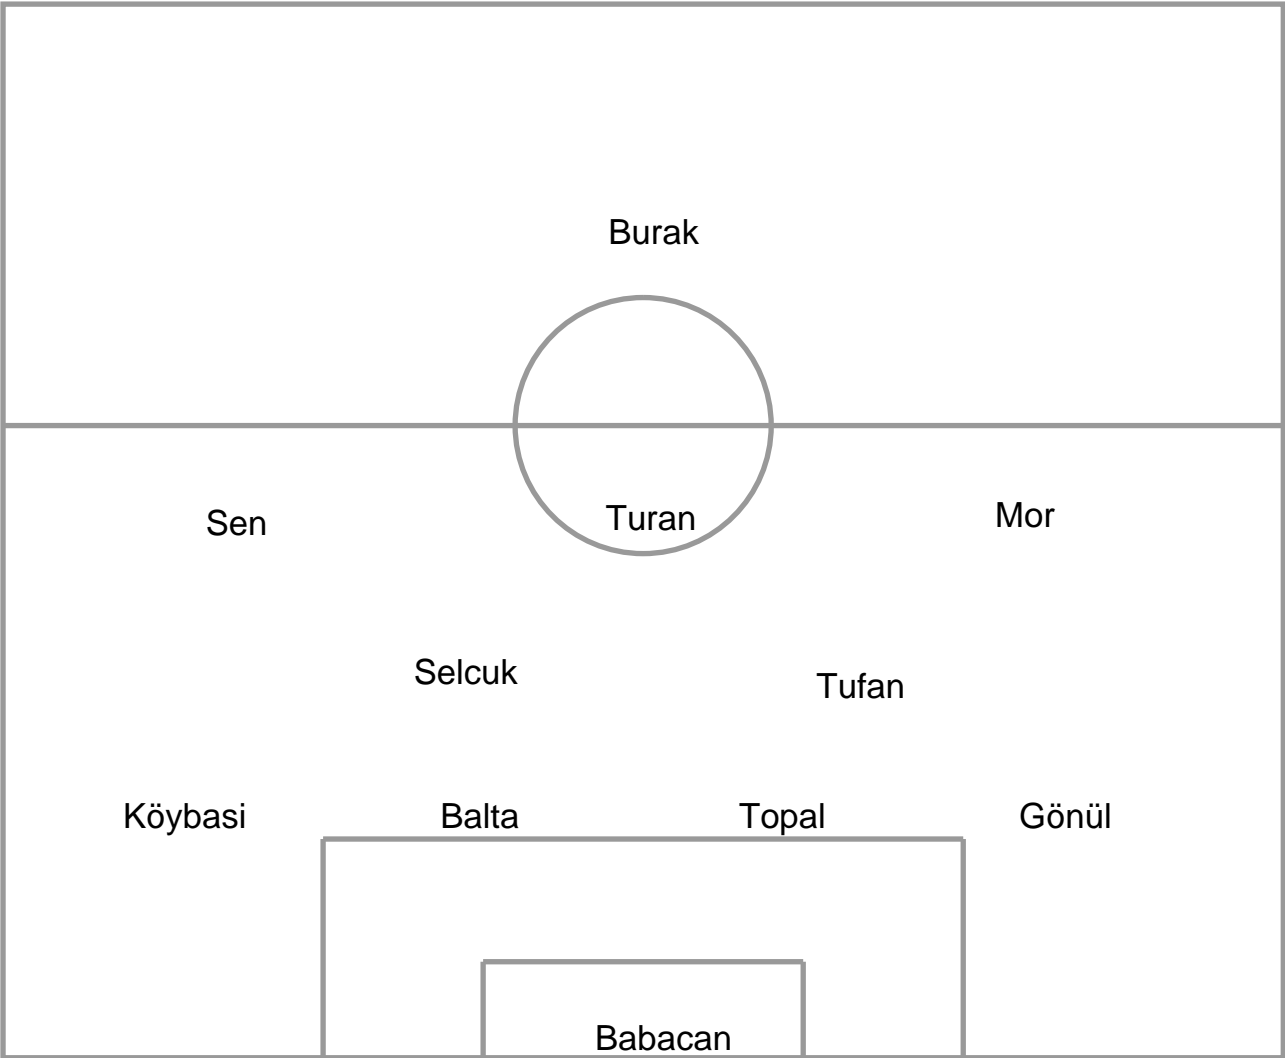 Burak
Sen Turan Mor
Selcuk Tufan
Köybasi Balta Topal Gönül
Babacan